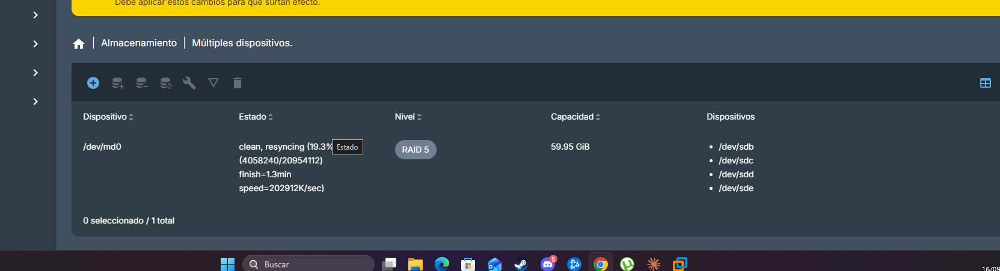 Debe aplicar estos cambios para que surtan efecto.
Almacenamiento
Múltiples dispositivos.
Dispositivo
Estado
Nivel
Capacidad
Dispositivos
/dev/md0
clean, resyncing (19.3%
Estado
(4058240/20954112)
finish=1.3min
speed=202912K/sec)
RAID 5
59.95 GiB
/dev/sdb
/dev/sdc
/dev/sdd
/dev/sde
0 seleccionado / 1 total
Buscar
5
16/09